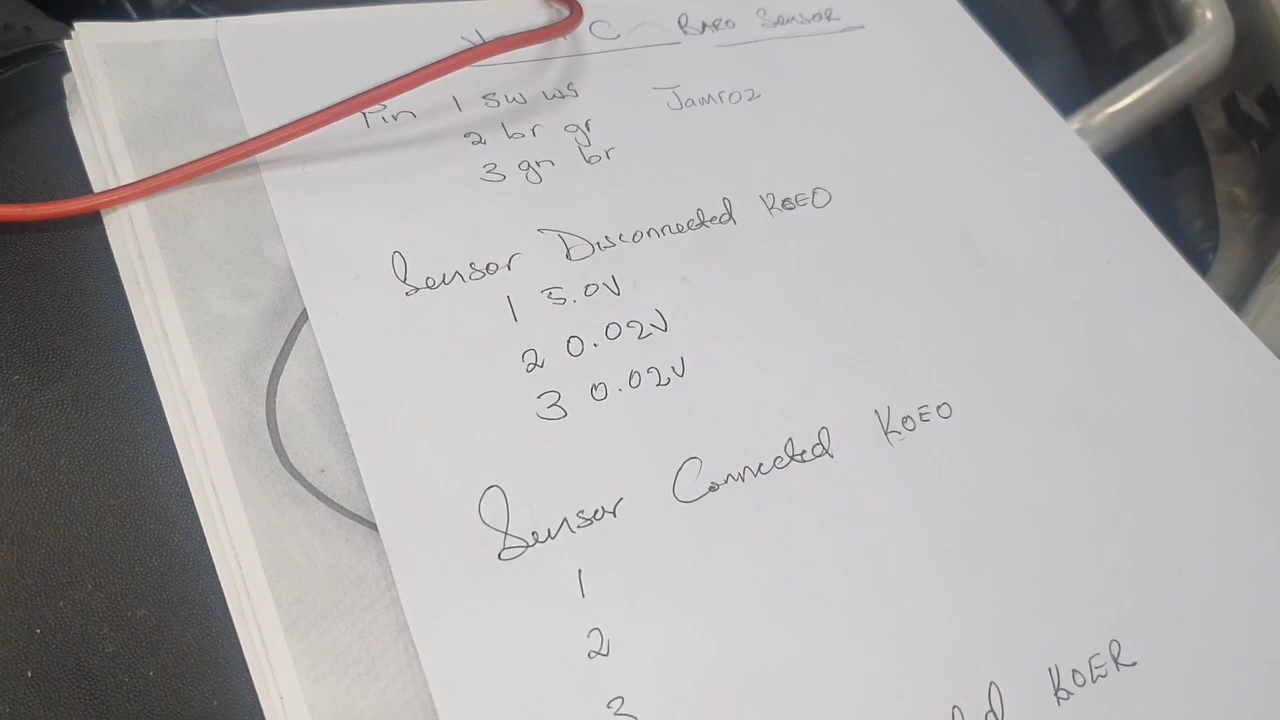 C BARO SENSOR
Pin 1 sw ws Jamroz
2 br gr
3 gn br
Sensor Disconnected KOEO
1 5.0V
2 0.02V
3 0.02V
Sensor Connected KOEO
1
2
3
KOER